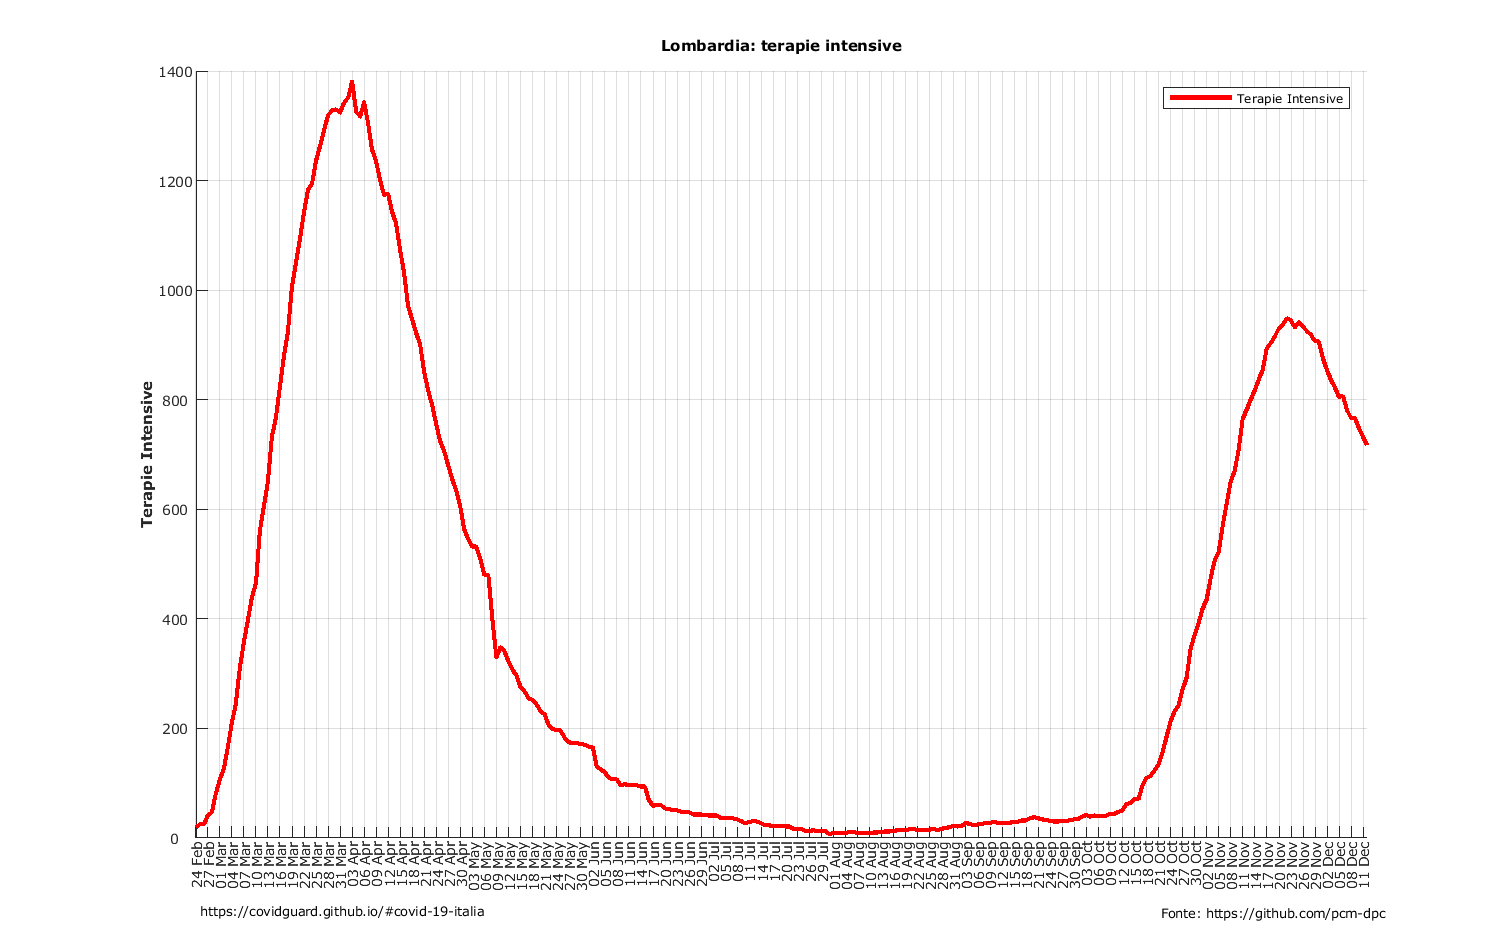 Lombardia: terapie intensive
Terapie Intensive
1400
1200
1000
800
600
400
200
0
Terapie Intensive
24 Feb
27 Feb
01 Mar
04 Mar
07 Mar
10 Mar
13 Mar
16 Mar
19 Mar
22 Mar
25 Mar
28 Mar
31 Mar
03 Apr
06 Apr
09 Apr
12 Apr
15 Apr
18 Apr
21 Apr
24 Apr
27 Apr
30 Apr
03 May
06 May
09 May
12 May
15 May
18 May
21 May
24 May
27 May
30 May
02 Jun
05 Jun
08 Jun
11 Jun
14 Jun
17 Jun
20 Jun
23 Jun
26 Jun
29 Jun
02 Jul
05 Jul
08 Jul
11 Jul
14 Jul
17 Jul
20 Jul
23 Jul
26 Jul
29 Jul
01 Aug
04 Aug
07 Aug
10 Aug
13 Aug
16 Aug
19 Aug
22 Aug
25 Aug
28 Aug
31 Aug
03 Sep
06 Sep
09 Sep
12 Sep
15 Sep
18 Sep
21 Sep
24 Sep
27 Sep
30 Sep
03 Oct
06 Oct
09 Oct
12 Oct
15 Oct
18 Oct
21 Oct
24 Oct
27 Oct
30 Oct
02 Nov
05 Nov
08 Nov
11 Nov
14 Nov
17 Nov
20 Nov
23 Nov
26 Nov
29 Nov
02 Dec
05 Dec
08 Dec
11 Dec
https://covidguard.github.io/#covid-19-italia
Fonte: https://github.com/pcm-dpc